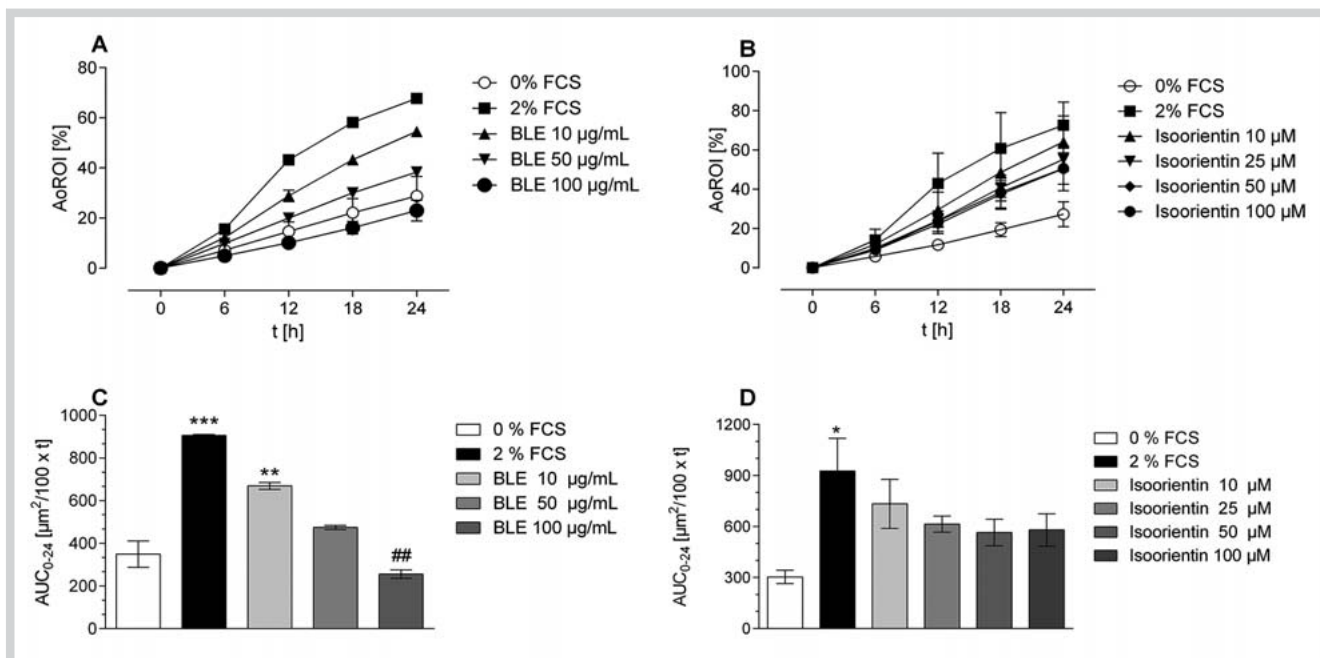 A
AoROI [%]
80
60
40
20
0
0 6 12 18 24
t [h]
0% FCS
2% FCS
BLE 10 µg/mL
BLE 50 µg/mL
BLE 100 µg/mL
B
AoROI [%]
100
80
60
40
20
0
0 6 12 18 24
t [h]
0% FCS
2% FCS
Isoorientin 10 µM
Isoorientin 25 µM
Isoorientin 50 µM
Isoorientin 100 µM
C
AUC0-24 [µm²/100 x t]
1000
800
600
400
200
0
***
**
##
0 % FCS
2 % FCS
BLE 10 µg/mL
BLE 50 µg/mL
BLE 100 µg/mL
D
AUC0-24 [µm²/100 x t]
1200
900
600
300
0
*
0 % FCS
2 % FCS
Isoorientin 10 µM
Isoorientin 25 µM
Isoorientin 50 µM
Isoorientin 100 µM